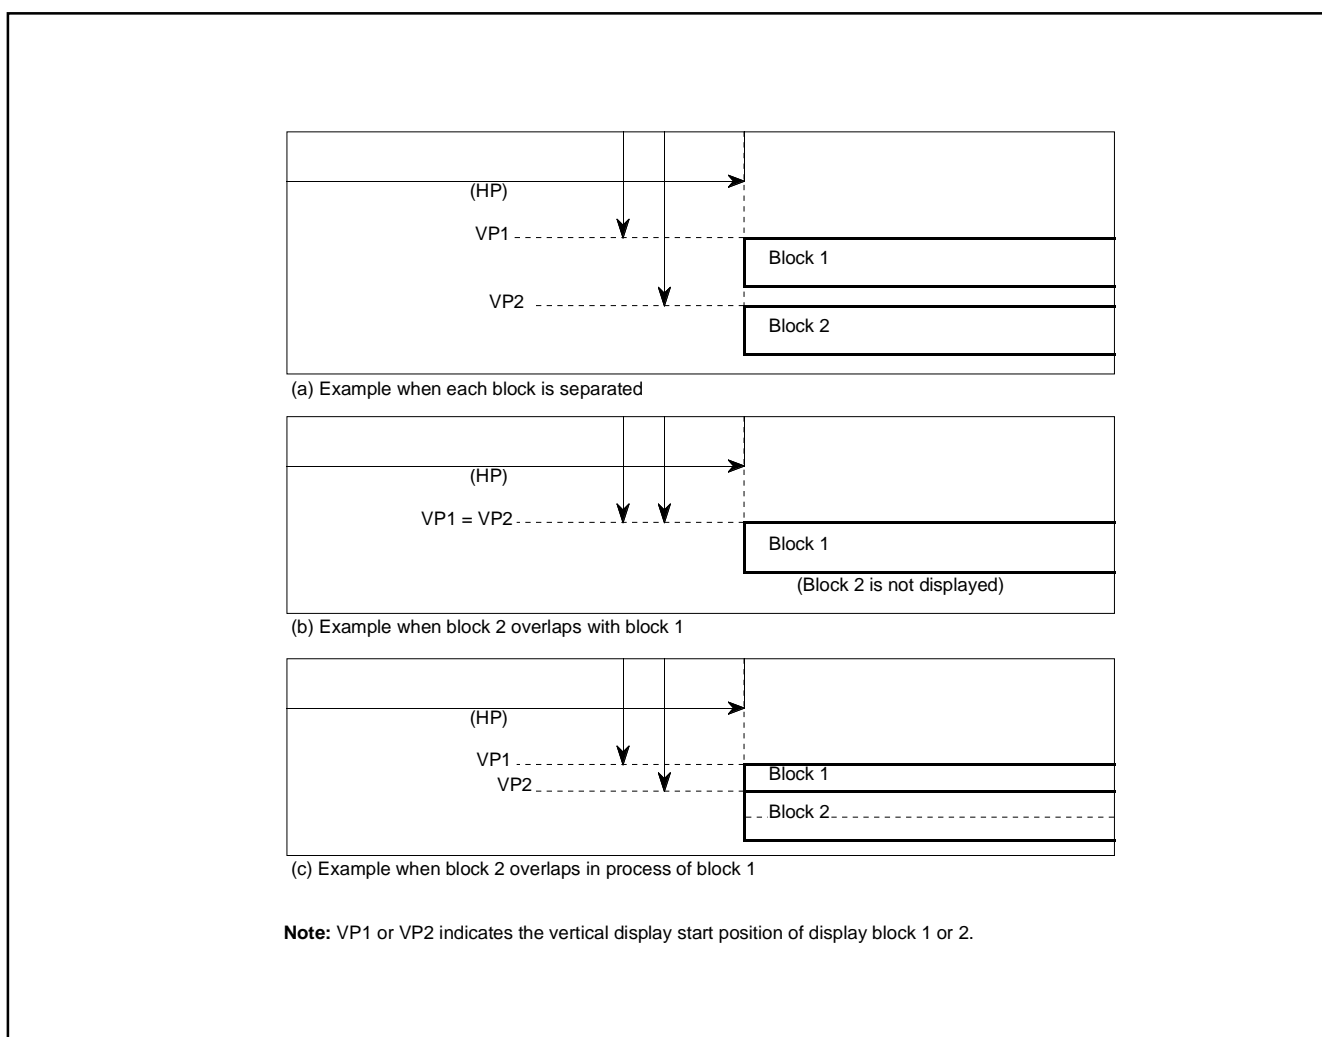 (HP)
VP1
Block 1
VP2
Block 2
(a) Example when each block is separated
(HP)
VP1 = VP2
Block 1
(Block 2 is not displayed)
(b) Example when block 2 overlaps with block 1
(HP)
VP1
Block 1
VP2
Block 2
(c) Example when block 2 overlaps in process of block 1
Note: VP1 or VP2 indicates the vertical display start position of display block 1 or 2.